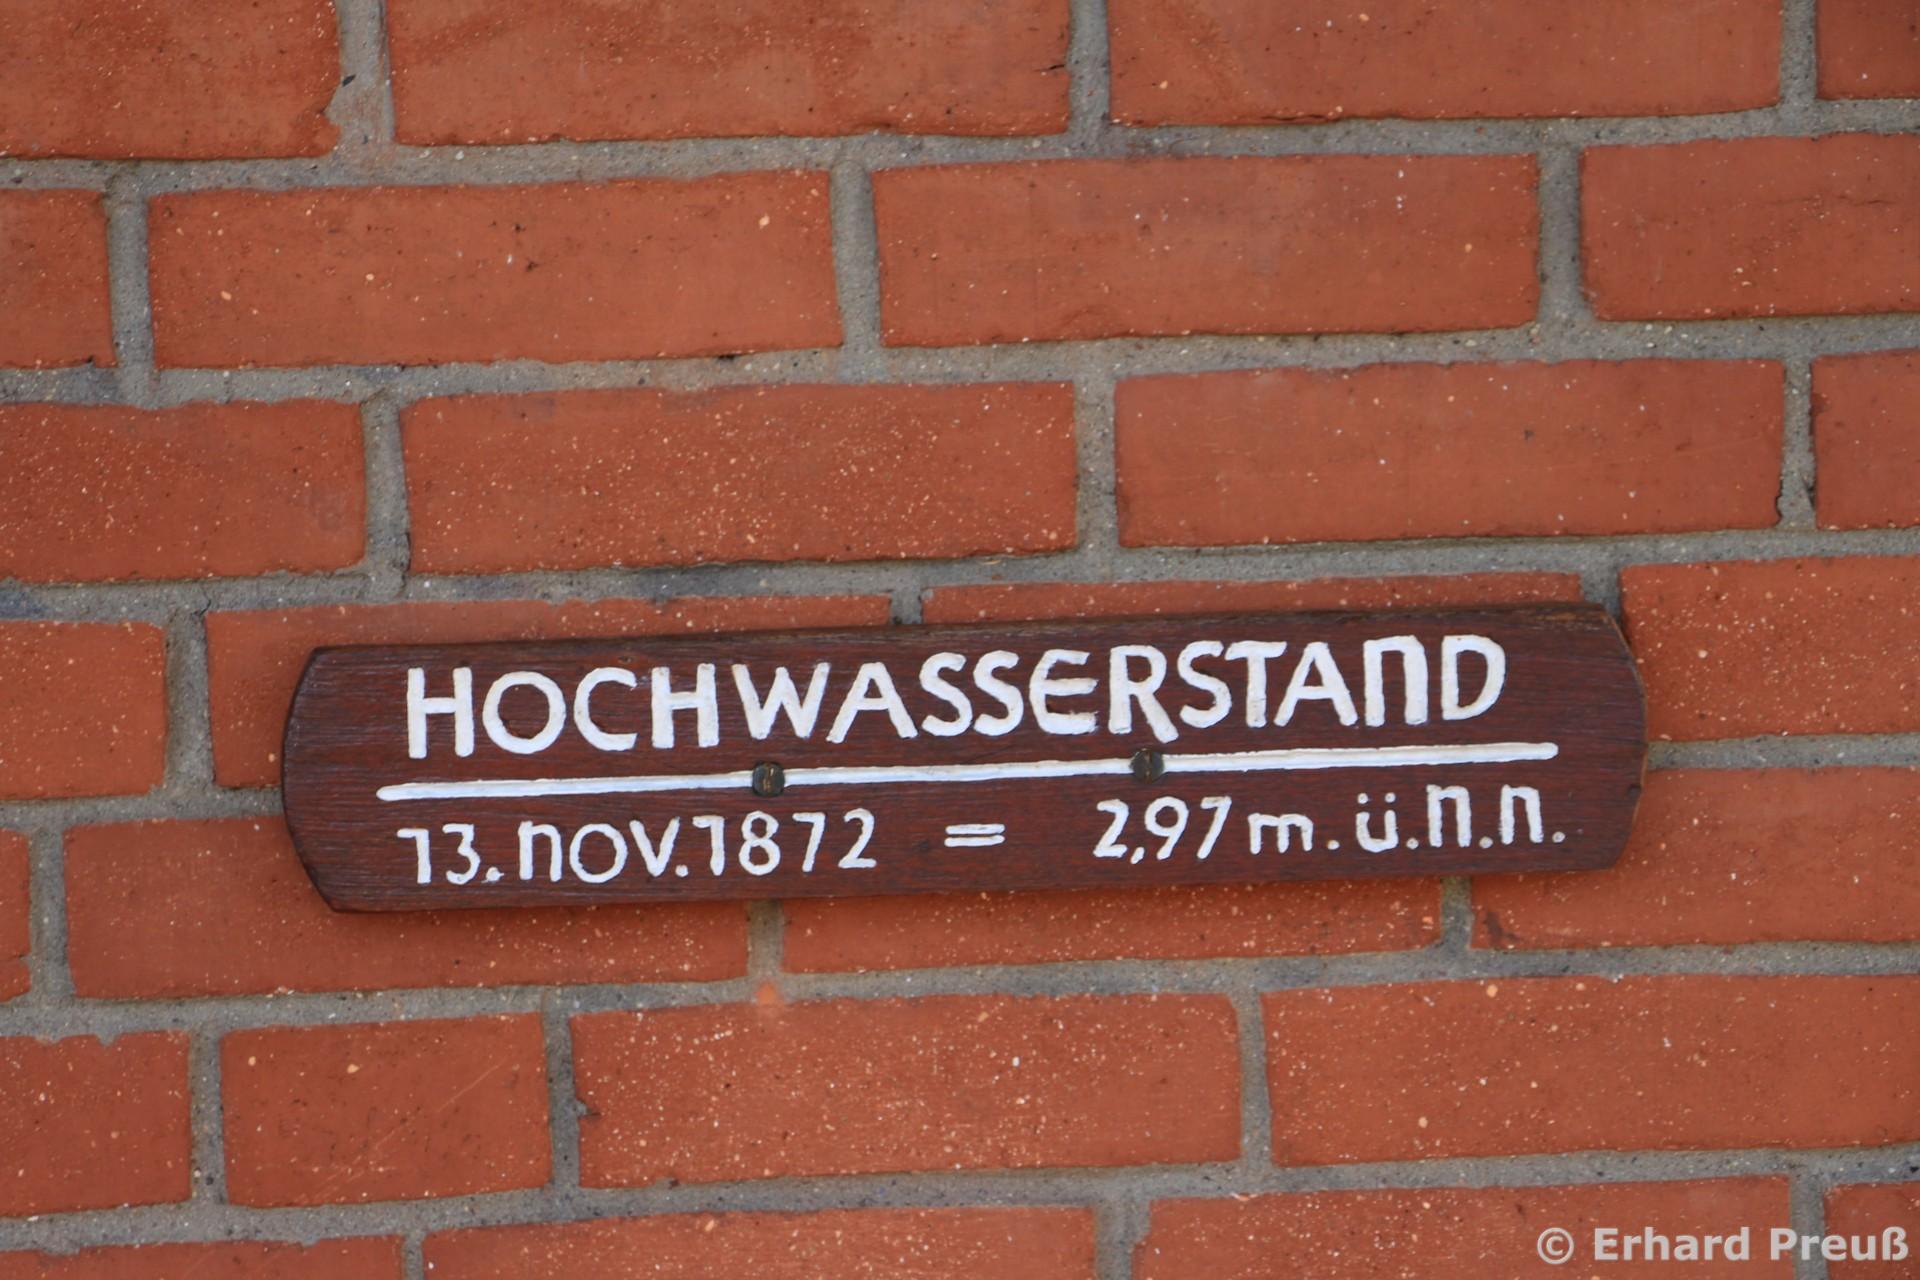 HOCHWASSERSTAND
13. nov. 1872 = 2,97 m. ü. n. n.
© Erhard Preuß